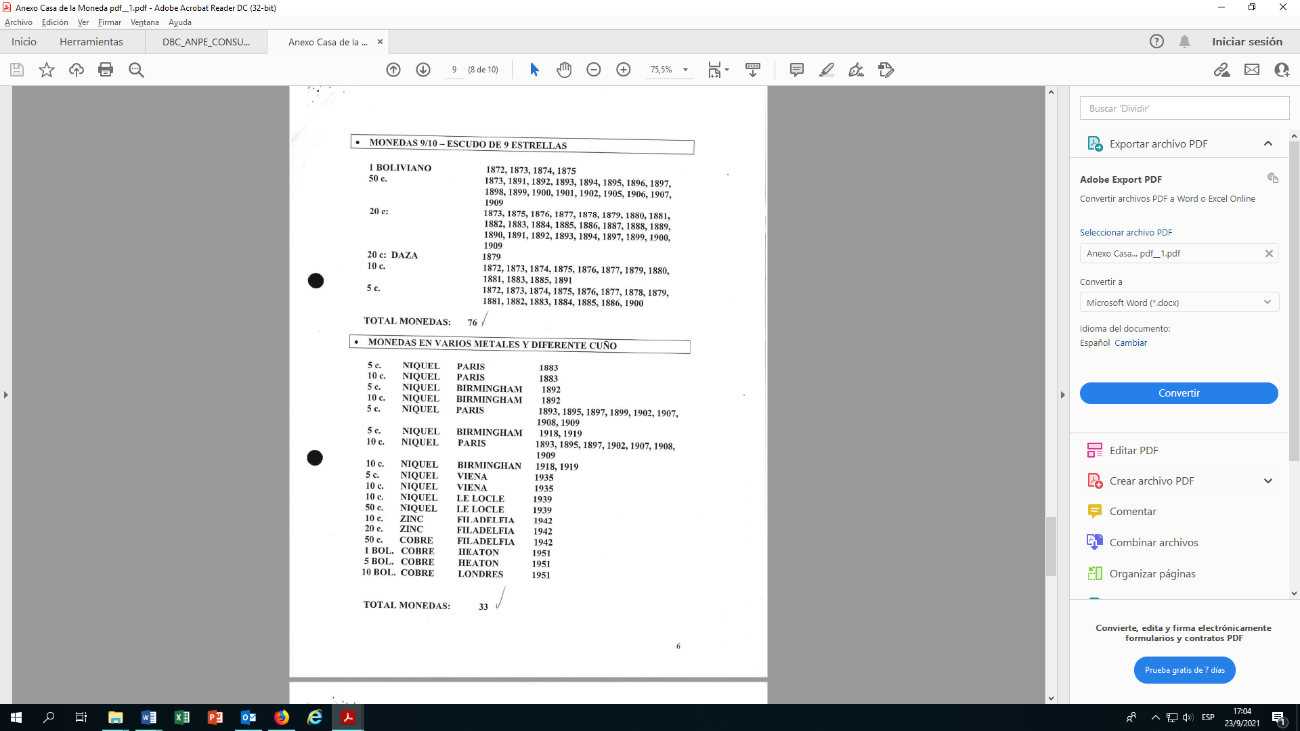 Anexo Casa de la Moneda pdf__1.pdf - Adobe Acrobat Reader DC (32-bit)
Archivo Edición Ver Firmar Ventana Ayuda
Inicio Herramientas DBC_ANPE_CONSU... Anexo Casa de la ... × Iniciar sesión
9 (8 de 10) 75,5%
• MONEDAS 9/10 – ESCUDO DE 9 ESTRELLAS
1 BOLIVIANO 1872, 1873, 1874, 1875
50 c. 1873, 1891, 1892, 1893, 1894, 1895, 1896, 1897,
1898, 1899, 1900, 1901, 1902, 1905, 1906, 1907,
1909
20 c: 1873, 1875, 1876, 1877, 1878, 1879, 1880, 1881,
1882, 1883, 1884, 1885, 1886, 1887, 1888, 1889,
1890, 1891, 1892, 1893, 1894, 1897, 1899, 1900,
1909
20 c: DAZA 1879
10 c. 1872, 1873, 1874, 1875, 1876, 1877, 1879, 1880,
1881, 1883, 1885, 1891
5 c. 1872, 1873, 1874, 1875, 1876, 1877, 1878, 1879,
1881, 1882, 1883, 1884, 1885, 1886, 1900
TOTAL MONEDAS: 76
• MONEDAS EN VARIOS METALES Y DIFERENTE CUÑO
5 c. NIQUEL PARIS 1883
10 c. NIQUEL PARIS 1883
5 c. NIQUEL BIRMINGHAM 1892
10 c. NIQUEL BIRMINGHAM 1892
5 c. NIQUEL PARIS 1893, 1895, 1897, 1899, 1902, 1907,
1908, 1909
5 c. NIQUEL BIRMINGHAM 1918, 1919
10 c. NIQUEL PARIS 1893, 1895, 1897, 1902, 1907, 1908,
1909
10 c. NIQUEL BIRMINGHAN 1918, 1919
5 c. NIQUEL VIENA 1935
10 c. NIQUEL VIENA 1935
10 c. NIQUEL LE LOCLE 1939
50 c. NIQUEL LE LOCLE 1939
10 c. ZINC FILADELFIA 1942
20 c. ZINC FILADELFIA 1942
50 c. COBRE FILADELFIA 1942
1 BOL. COBRE HEATON 1951
5 BOL. COBRE HEATON 1951
10 BOL. COBRE LONDRES 1951
TOTAL MONEDAS: 33
6
Buscar 'Dividir'
Exportar archivo PDF
Adobe Export PDF
Convertir archivos PDF a Word o Excel Online
Seleccionar archivo PDF
Anexo Casa... pdf__1.pdf
Convertir a
Microsoft Word (*.docx)
Idioma del documento:
Español Cambiar
Convertir
Editar PDF
Crear archivo PDF
Comentar
Combinar archivos
Organizar páginas
Convierte, edita y firma electrónicamente
formularios y contratos PDF
Prueba gratis de 7 días
ESP
17:04
23/9/2021
1